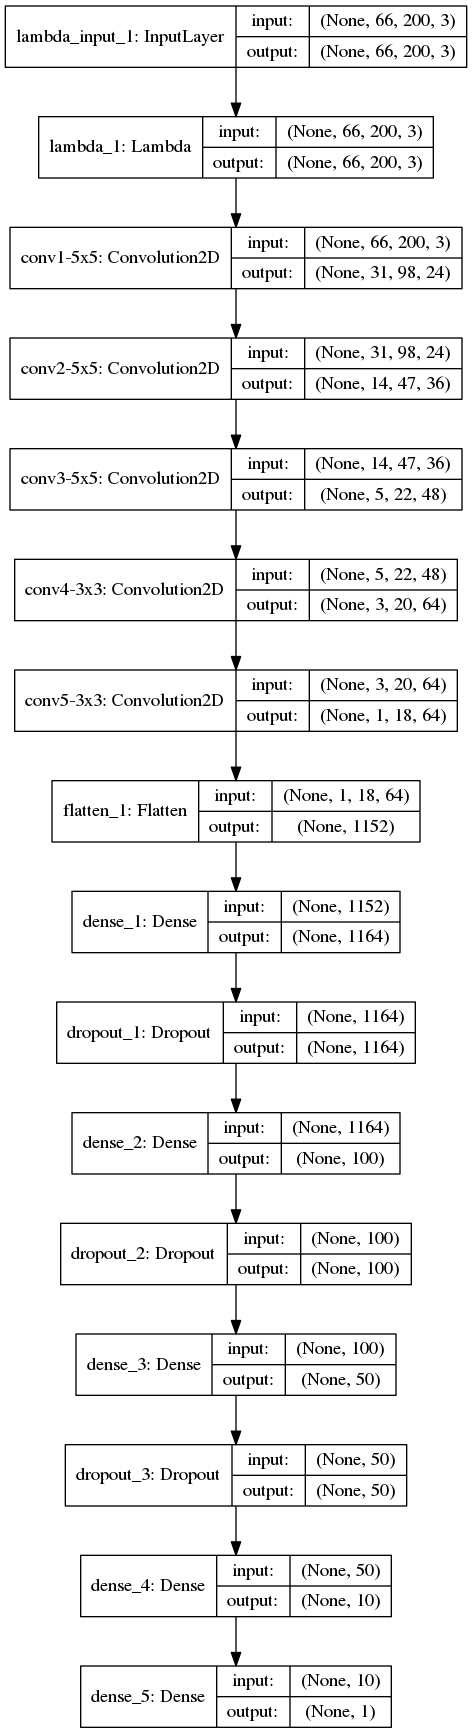 lambda_input_1: InputLayer
input: (None, 66, 200, 3)
output: (None, 66, 200, 3)
lambda_1: Lambda
input: (None, 66, 200, 3)
output: (None, 66, 200, 3)
conv1-5x5: Convolution2D
input: (None, 66, 200, 3)
output: (None, 31, 98, 24)
conv2-5x5: Convolution2D
input: (None, 31, 98, 24)
output: (None, 14, 47, 36)
conv3-5x5: Convolution2D
input: (None, 14, 47, 36)
output: (None, 5, 22, 48)
conv4-3x3: Convolution2D
input: (None, 5, 22, 48)
output: (None, 3, 20, 64)
conv5-3x3: Convolution2D
input: (None, 3, 20, 64)
output: (None, 1, 18, 64)
flatten_1: Flatten
input: (None, 1, 18, 64)
output: (None, 1152)
dense_1: Dense
input: (None, 1152)
output: (None, 1164)
dropout_1: Dropout
input: (None, 1164)
output: (None, 1164)
dense_2: Dense
input: (None, 1164)
output: (None, 100)
dropout_2: Dropout
input: (None, 100)
output: (None, 100)
dense_3: Dense
input: (None, 100)
output: (None, 50)
dropout_3: Dropout
input: (None, 50)
output: (None, 50)
dense_4: Dense
input: (None, 50)
output: (None, 10)
dense_5: Dense
input: (None, 10)
output: (None, 1)